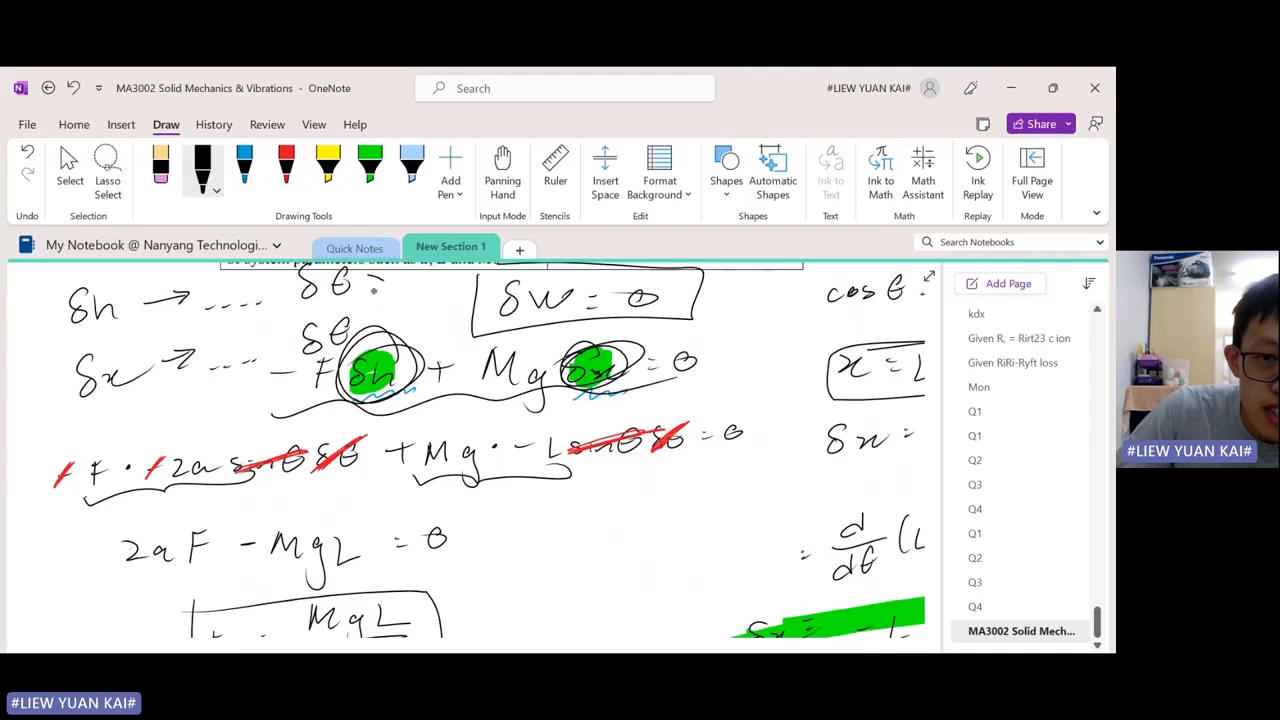 MA3002 Solid Mechanics & Vibrations - OneNote
Search
#LIEW YUAN KAI#
File Home Insert Draw History Review View Help
Share
Undo
Select
Lasso Select
Add Pen
Panning Hand
Ruler
Insert Space
Format Background
Shapes
Automatic Shapes
Ink to Text
Ink to Math
Math Assistant
Ink Replay
Full Page View
Undo Selection Drawing Tools Input Mode Stencils Edit Shapes Text Math Replay Mode
My Notebook @ Nanyang Technologi...
Quick Notes
New Section 1
Search Notebooks
δh → ....
δθ =
δW = 0
cos θ
δθ
δx → ....
- F δh + Mg δx = 0
x = L
- F · - 2a sinθ δθ + Mg · - L sinθ δθ = 0
δx =
2aF - MgL = 0
= d/dθ (L
MgL
δx = - L
Add Page
kdx
Given R, = Rirt23 c ion
Given RiRi-Ryft loss
Mon
Q1
Q1
Q2
Q3
Q4
Q1
Q2
Q3
Q4
MA3002 Solid Mech...
#LIEW YUAN KAI#
#LIEW YUAN KAI#